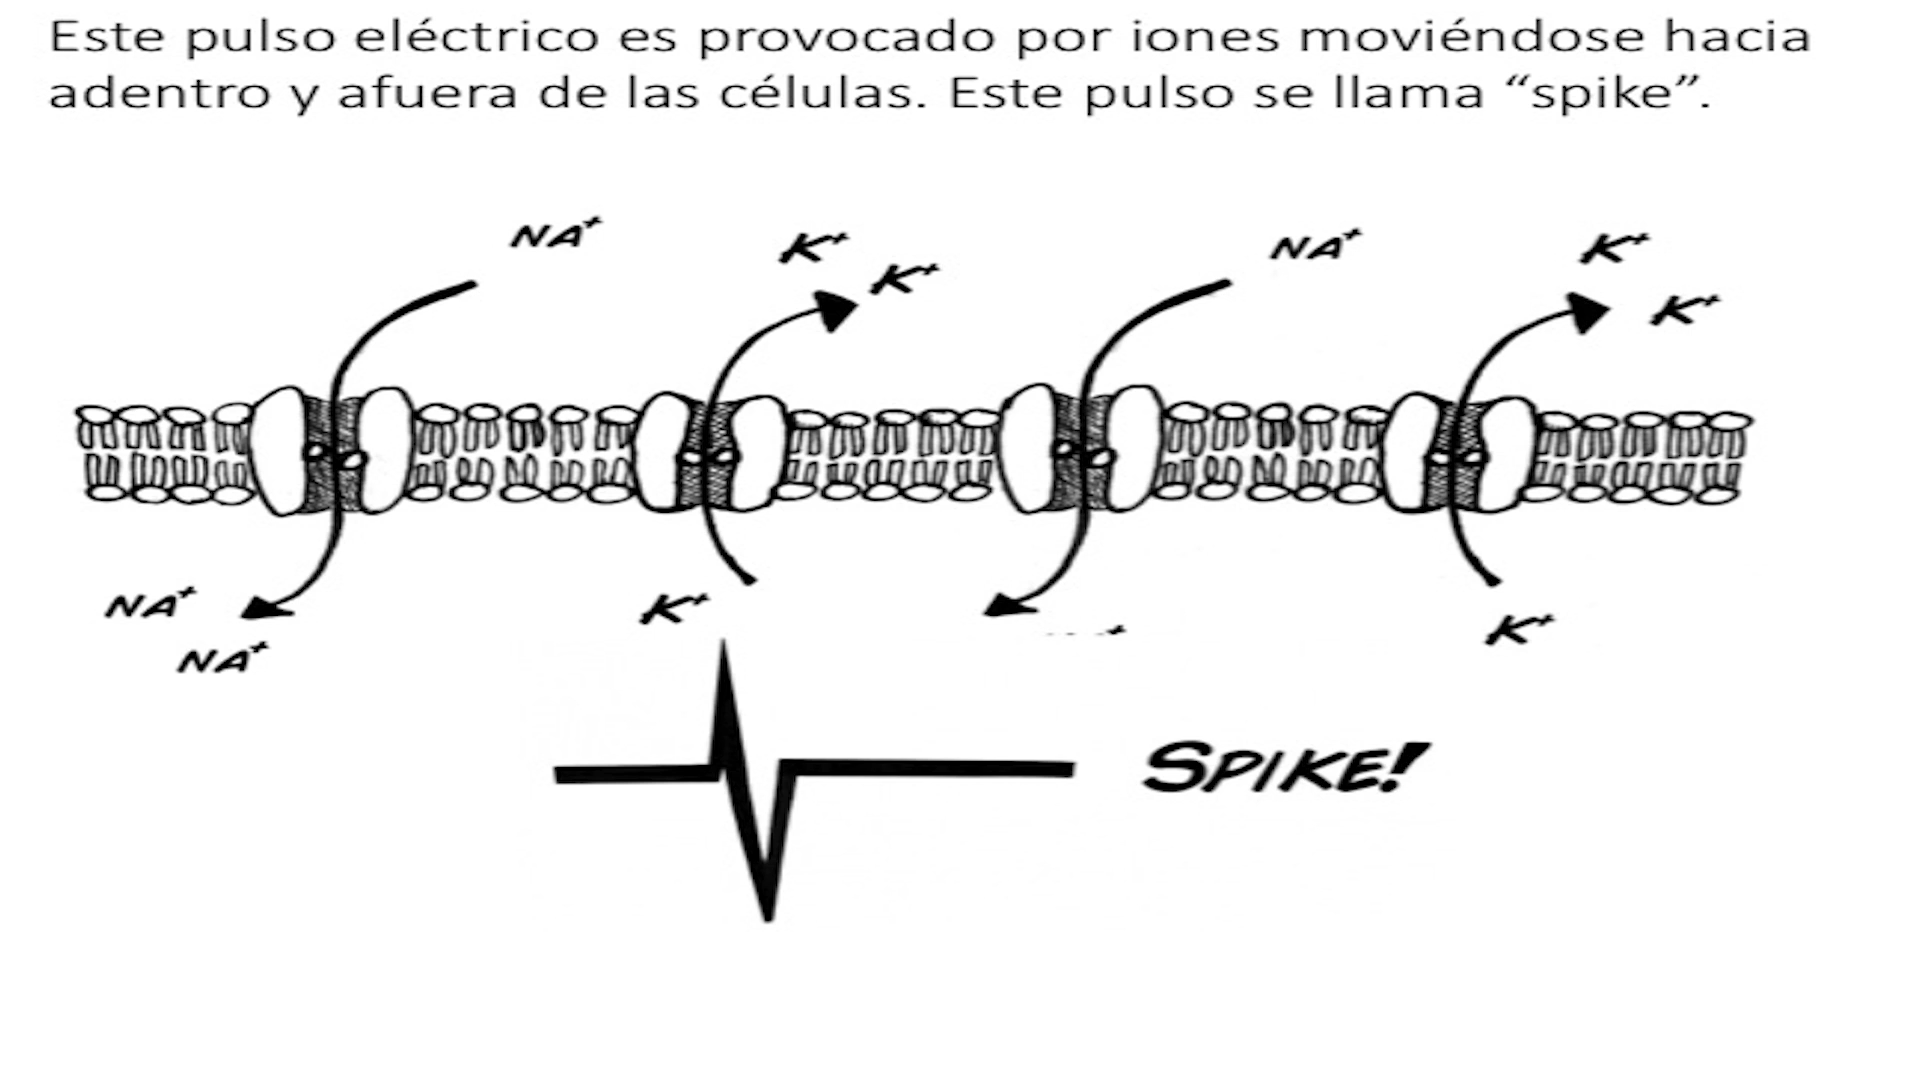 Este pulso eléctrico es provocado por iones moviéndose hacia
adentro y afuera de las células. Este pulso se llama “spike”.
NA⁺
K⁺
K⁺
NA⁺
K⁺
K⁺
NA⁺
NA⁺
K⁺
K⁺
SPIKE!